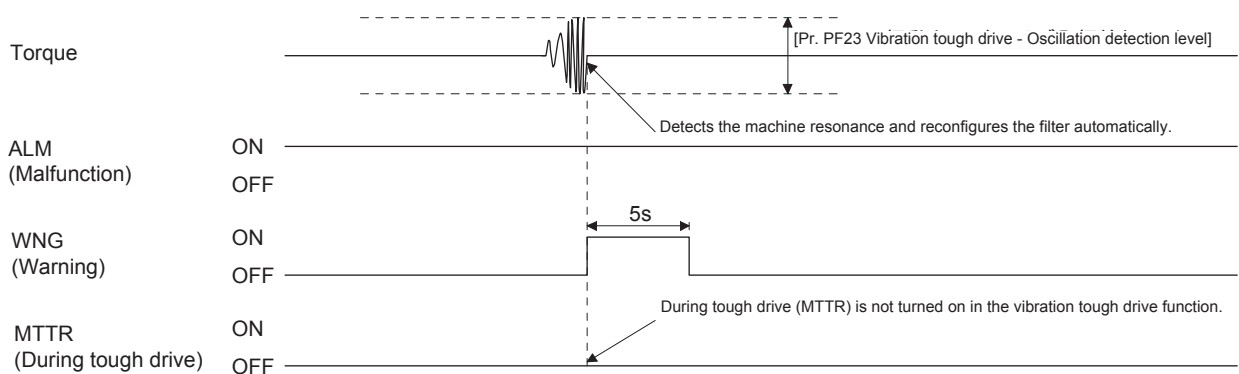 Torque
[Pr. PF23 Vibration tough drive - Oscillation detection level]
Detects the machine resonance and reconfigures the filter automatically.
ALM
(Malfunction)
ON
OFF
5s
WNG
(Warning)
ON
OFF
During tough drive (MTTR) is not turned on in the vibration tough drive function.
MTTR
(During tough drive)
ON
OFF